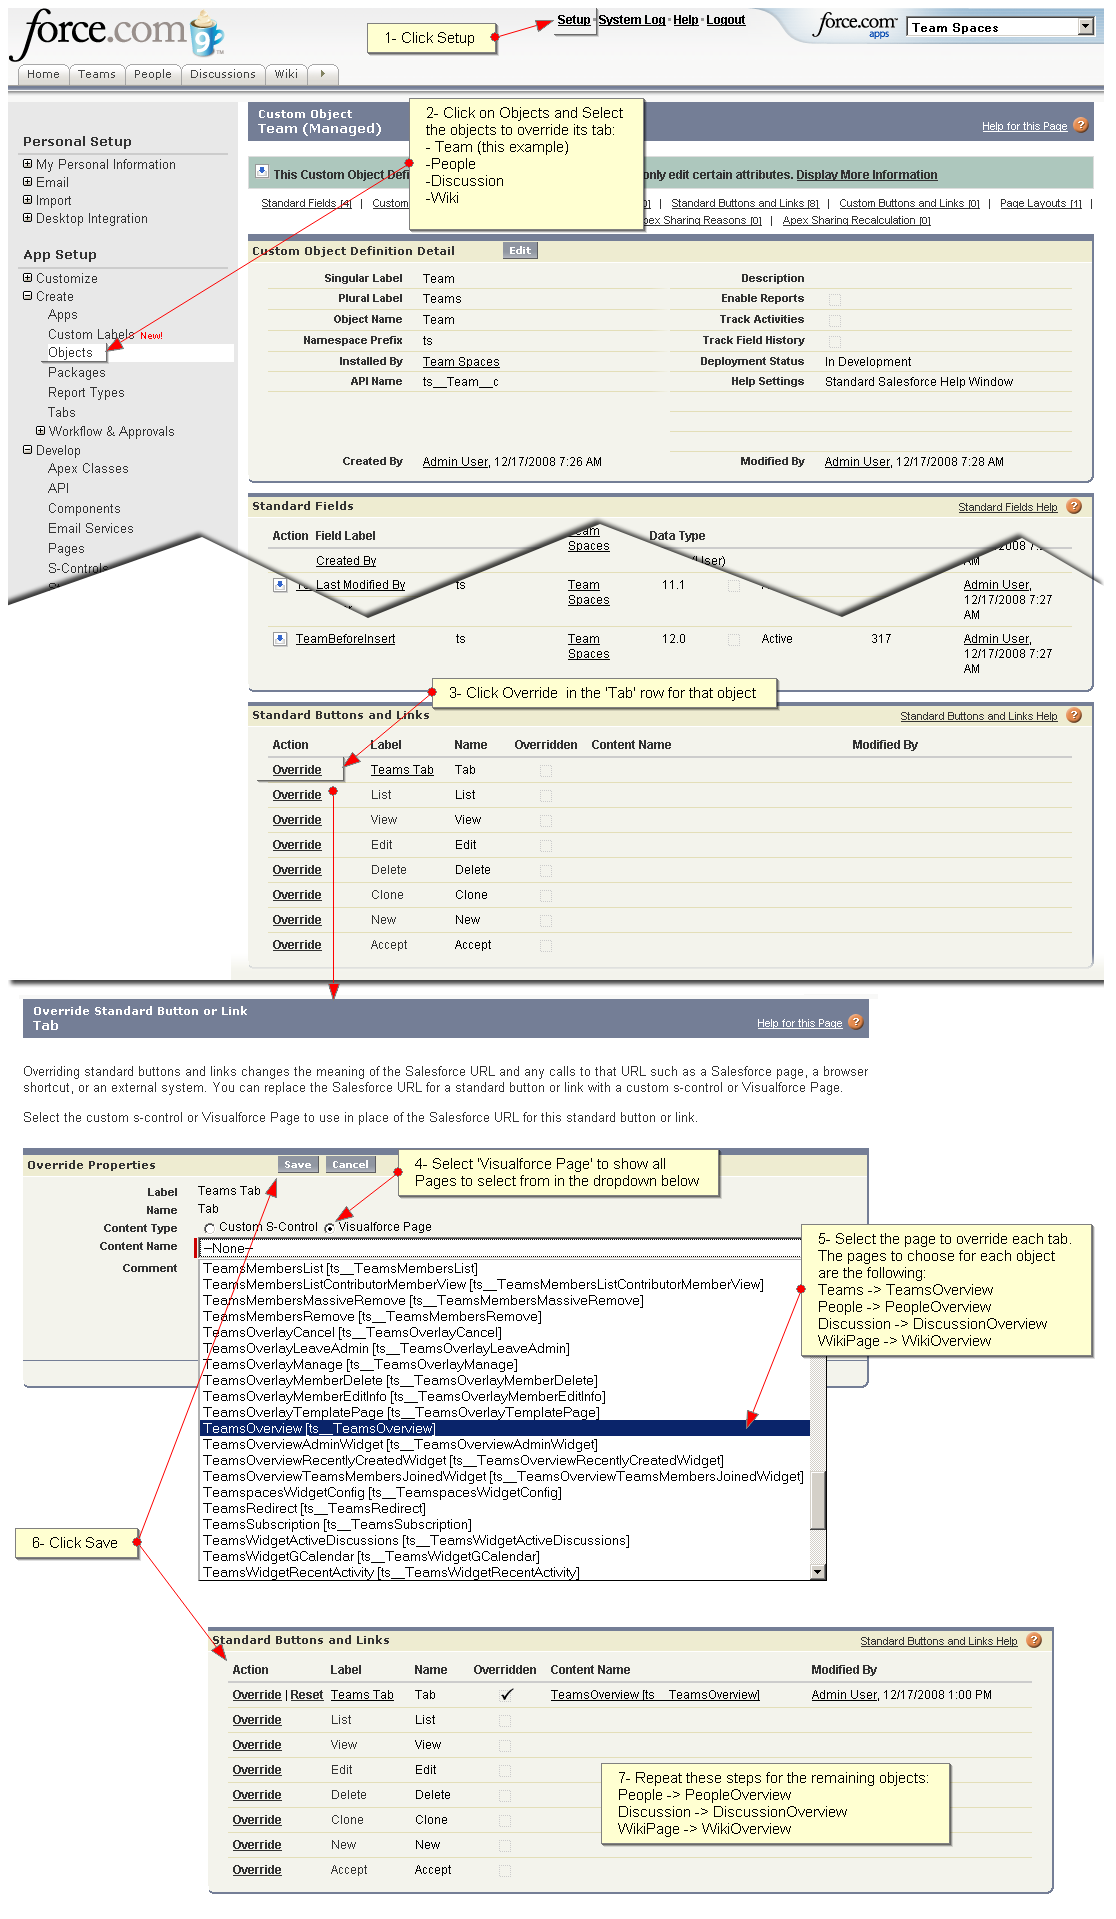 force.com
9
1- Click Setup
Setup · System Log · Help · Logout
force.com
apps
Team Spaces
Home Teams People Discussions Wiki
Personal Setup
My Personal Information
Email
Import
Desktop Integration
App Setup
Customize
Create
Apps
Custom Labels New!
Objects
Packages
Report Types
Tabs
Workflow & Approvals
Develop
Apex Classes
API
Components
Email Services
Pages
S-Controls
Custom Object
Team (Managed)
Help for this Page
2- Click on Objects and Select
the objects to override its tab:
- Team (this example)
-People
-Discussion
-Wiki
This Custom Object Defi
only edit certain attributes. Display More Information
Standard Fields [4] | Custom
| Standard Buttons and Links [8] | Custom Buttons and Links [0] | Page Layouts [1] |
pex Sharing Reasons [0] | Apex Sharing Recalculation [0]
Custom Object Definition Detail Edit
Singular Label Team Description
Plural Label Teams Enable Reports
Object Name Team Track Activities
Namespace Prefix ts Track Field History
Installed By Team Spaces Deployment Status In Development
API Name ts__Team__c Help Settings Standard Salesforce Help Window
Created By Admin User, 12/17/2008 7:26 AM Modified By Admin User, 12/17/2008 7:28 AM
Standard Fields Standard Fields Help
Action Field Label Data Type
Spaces
Created By
Last Modified By ts Team Spaces 11.1 Admin User, 12/17/2008 7:27 AM
TeamBeforeInsert ts Team Spaces 12.0 Active 317 Admin User, 12/17/2008 7:27 AM
3- Click Override in the 'Tab' row for that object
Standard Buttons and Links Standard Buttons and Links Help
Action Label Name Overridden Content Name Modified By
Override Teams Tab Tab
Override List List
Override View View
Override Edit Edit
Override Delete Delete
Override Clone Clone
Override New New
Override Accept Accept
Override Standard Button or Link
Tab
Help for this Page
Overriding standard buttons and links changes the meaning of the Salesforce URL and any calls to that URL such as a Salesforce page, a browser
shortcut, or an external system. You can replace the Salesforce URL for a standard button or link with a custom s-control or Visualforce Page.
Select the custom s-control or Visualforce Page to use in place of the Salesforce URL for this standard button or link.
Override Properties Save Cancel
4- Select 'Visualforce Page' to show all
Pages to select from in the dropdown below
Label Teams Tab
Name Tab
Content Type Custom S-Control Visualforce Page
Content Name --None--
Comment
TeamsMembersList [ts__TeamsMembersList]
TeamsMembersListContributorMemberView [ts__TeamsMembersListContributorMemberView]
TeamsMembersMassiveRemove [ts__TeamsMembersMassiveRemove]
TeamsMembersRemove [ts__TeamsMembersRemove]
TeamsOverlayCancel [ts__TeamsOverlayCancel]
TeamsOverlayLeaveAdmin [ts__TeamsOverlayLeaveAdmin]
TeamsOverlayManage [ts__TeamsOverlayManage]
TeamsOverlayMemberDelete [ts__TeamsOverlayMemberDelete]
TeamsOverlayMemberEditInfo [ts__TeamsOverlayMemberEditInfo]
TeamsOverlayTemplatePage [ts__TeamsOverlayTemplatePage]
TeamsOverview [ts__TeamsOverview]
TeamsOverviewAdminWidget [ts__TeamsOverviewAdminWidget]
TeamsOverviewRecentlyCreatedWidget [ts__TeamsOverviewRecentlyCreatedWidget]
TeamsOverviewTeamsMembersJoinedWidget [ts__TeamsOverviewTeamsMembersJoinedWidget]
TeamspacesWidgetConfig [ts__TeamspacesWidgetConfig]
TeamsRedirect [ts__TeamsRedirect]
TeamsSubscription [ts__TeamsSubscription]
TeamsWidgetActiveDiscussions [ts__TeamsWidgetActiveDiscussions]
TeamsWidgetGCalendar [ts__TeamsWidgetGCalendar]
TeamsWidgetRecentActivity [ts__TeamsWidgetRecentActivity]
5- Select the page to override each tab.
The pages to choose for each object
are the following:
Teams -> TeamsOverview
People -> PeopleOverview
Discussion -> DiscussionOverview
WikiPage -> WikiOverview
6- Click Save
Standard Buttons and Links Standard Buttons and Links Help
Action Label Name Overridden Content Name Modified By
Override | Reset Teams Tab Tab TeamsOverview [ts__TeamsOverview] Admin User, 12/17/2008 1:00 PM
Override List List
Override View View
Override Edit Edit
Override Delete Delete
Override Clone Clone
Override New New
Override Accept Accept
7- Repeat these steps for the remaining objects:
People -> PeopleOverview
Discussion -> DiscussionOverview
WikiPage -> WikiOverview